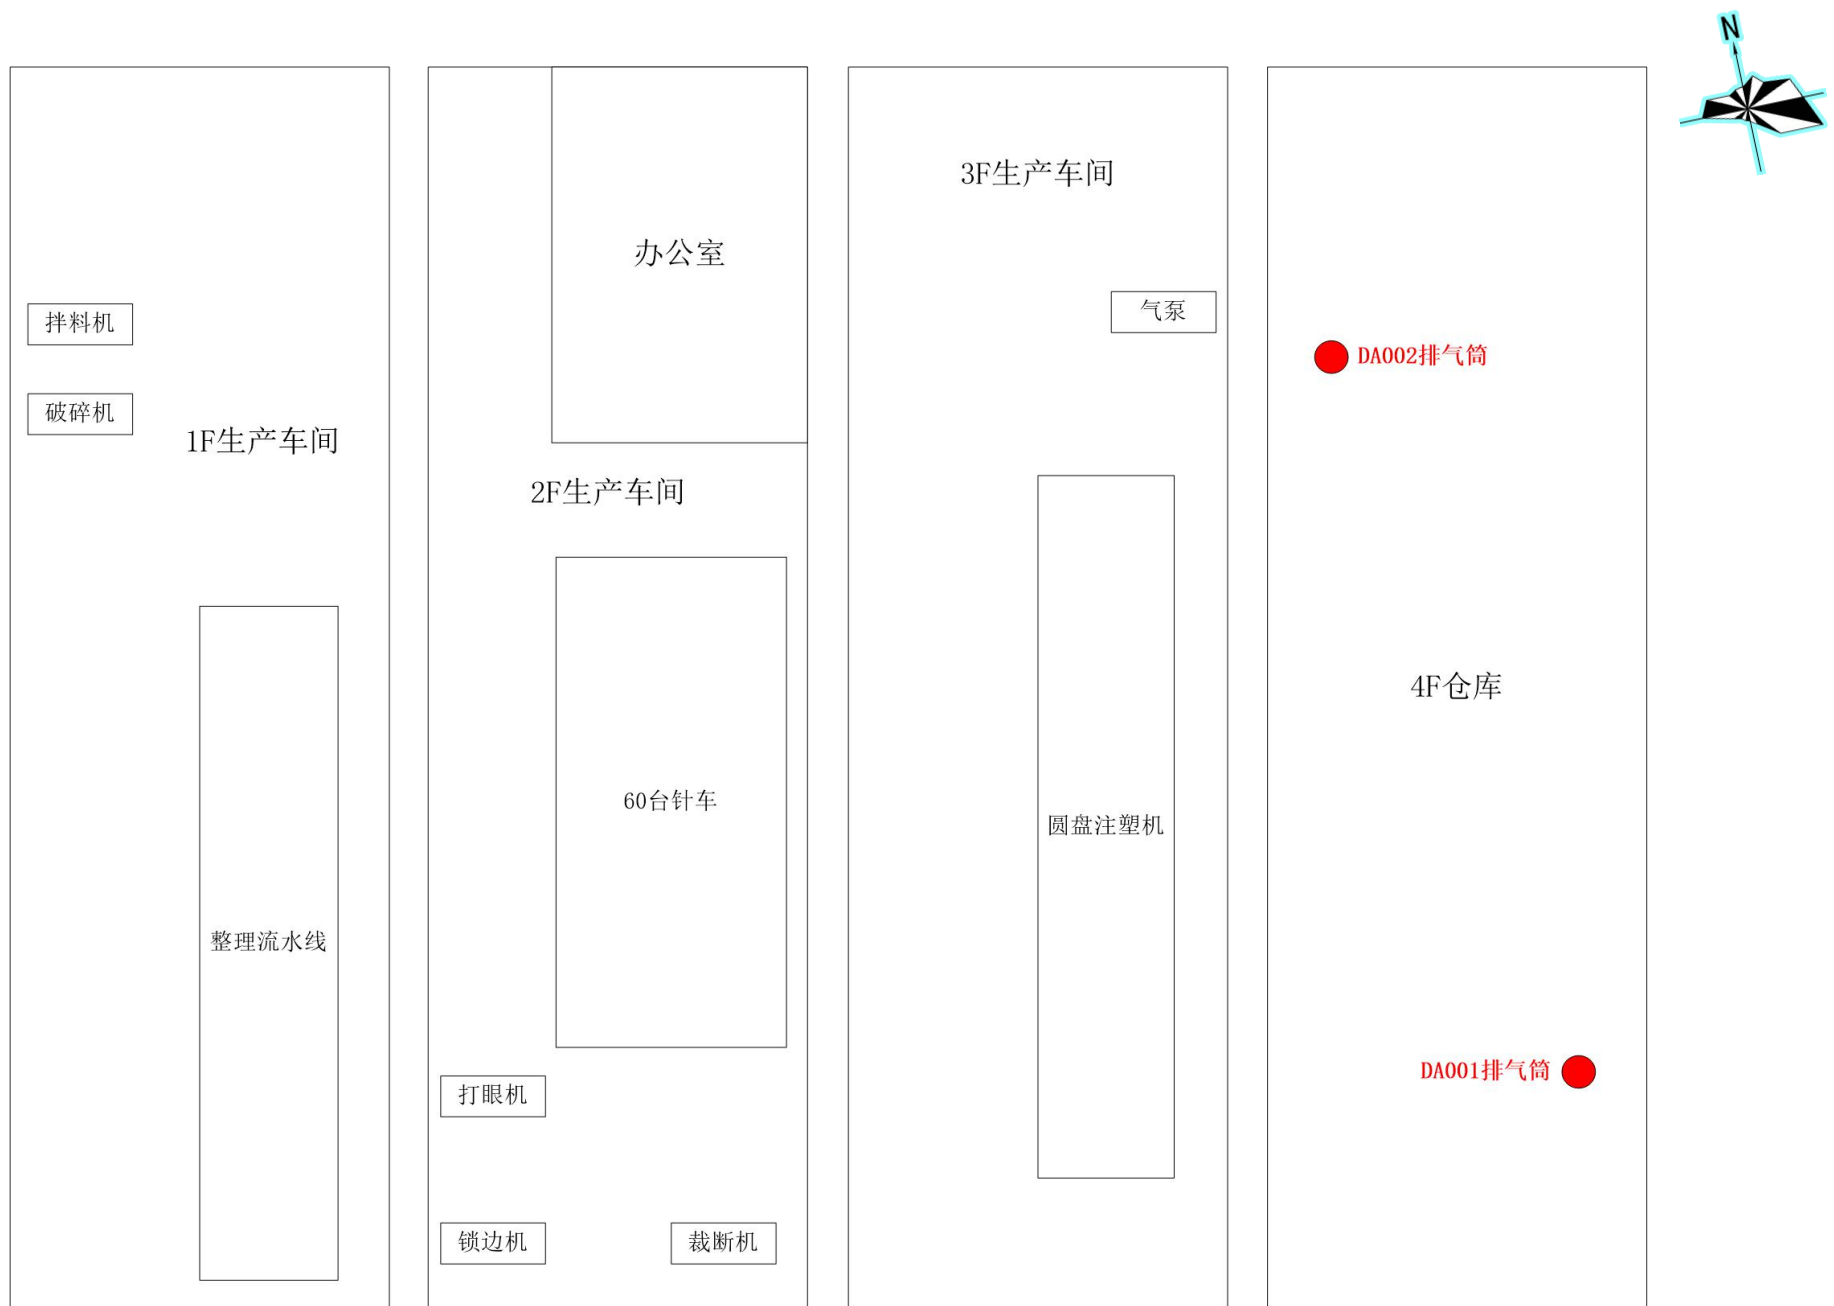 N
拌料机
破碎机
1F生产车间
整理流水线
办公室
2F生产车间
60台针车
打眼机
锁边机
裁断机
3F生产车间
气泵
圆盘注塑机
DA002排气筒
4F仓库
DA001排气筒